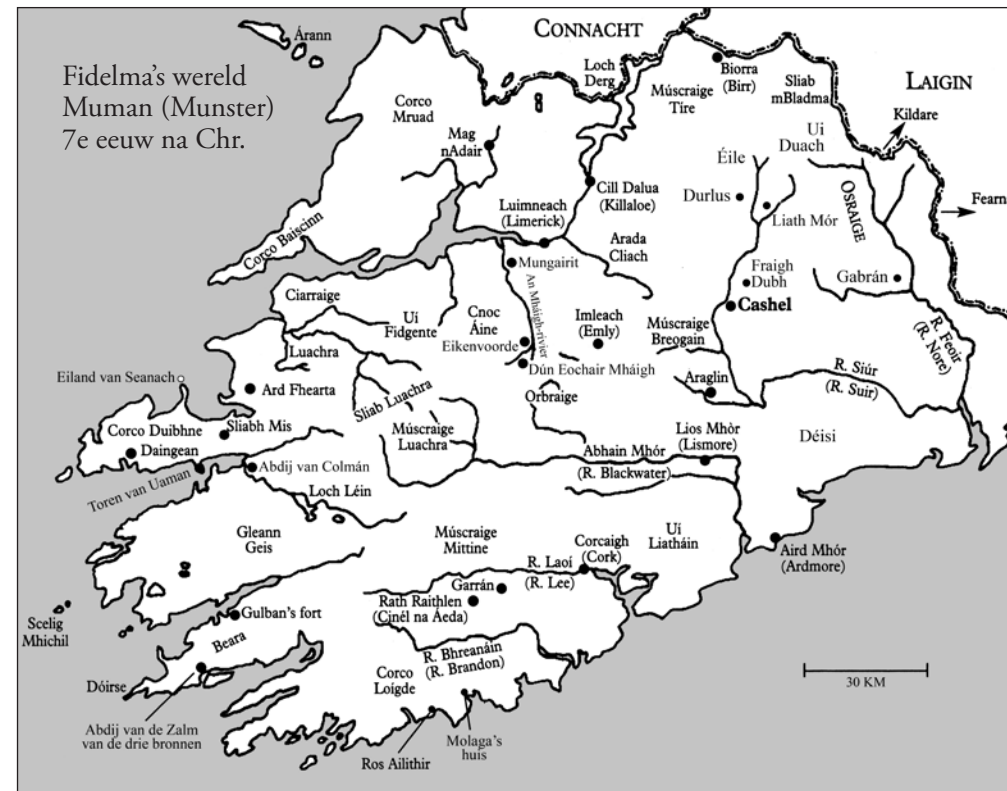 Fidelma's wereld
Muman (Munster)
7e eeuw na Chr.
Árann
CONNACHT
Loch
Derg
Biorra
(Birr)
Múscraige
Tire
Sliab
mBladma
LAIGIN
Kildare
Corco
Mruad
Mag
nAdair
Ui
Duach
Éile
Cill Dalua
(Killaloe)
Durlus
Liath Mór
OSRAIGE
Fearn
Luimneach
(Limerick)
Corco Baiscinn
Arada
Cliach
Mungairit
Fraigh
Dubh
Gabrán
Ciarraige
An Mháigh-rivier
Cashel
Uí
Fidgente
Cnoc
Áine
Imleach
(Emly)
Múscraige
Breogain
R. Feoir
(R. Nore)
Eikenvoorde
Luachra
Dún Eochair Mháigh
Eiland van Seanach
Ard Fhearta
Sliab Luachra
Orbraige
Araglin
R. Siúr
(R. Suir)
Corco Duibhne
Sliabh Mis
Múscraige
Luachra
Lios Mhòr
(Lismore)
Déisi
Daingean
Abdij van Colmán
Abhain Mhór
(R. Blackwater)
Toren van Uaman
Loch Léin
Gleann
Geis
Múscraige
Mittine
Uí
Liatháin
Corcaigh
(Cork)
Aird Mhór
(Ardmore)
R. Laoí
(R. Lee)
Garrán
Rath Raithlen
(Cinél na Áeda)
Scelig
Mhichil
Gulban's fort
Beara
R. Bhreanáin
(R. Brandon)
Corco
Loígde
Dóirse
30 KM
Abdij van de Zalm
van de drie bronnen
Molaga's
huis
Ros Ailithir